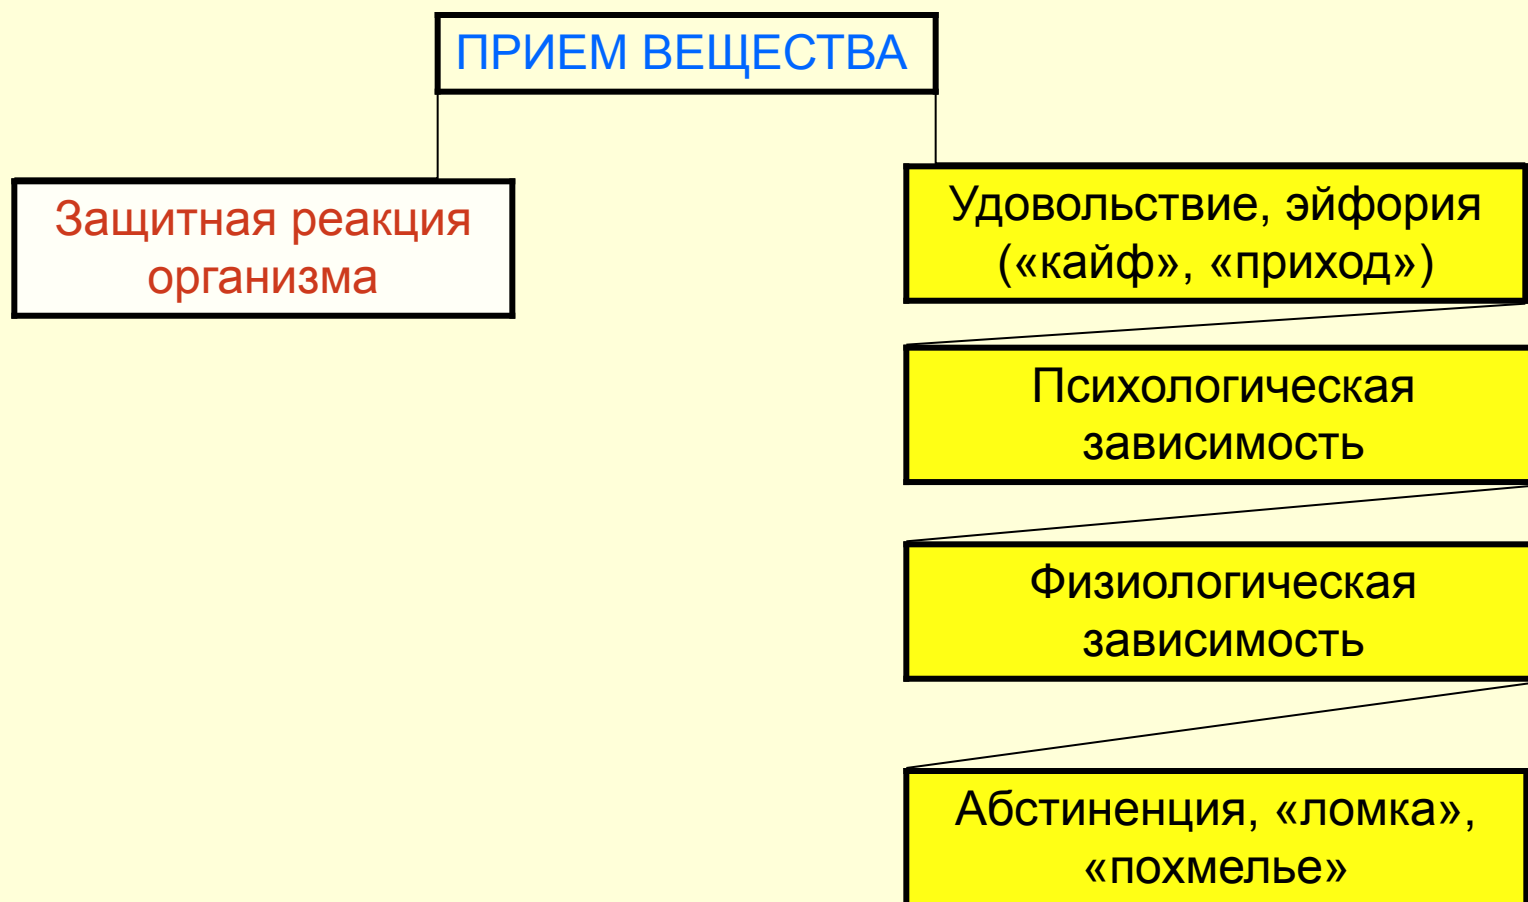 ПРИЕМ ВЕЩЕСТВА
Защитная реакция
организма
Удовольствие, эйфория
(«кайф», «приход»)
Психологическая
зависимость
Физиологическая
зависимость
Абстиненция, «ломка»,
«похмелье»